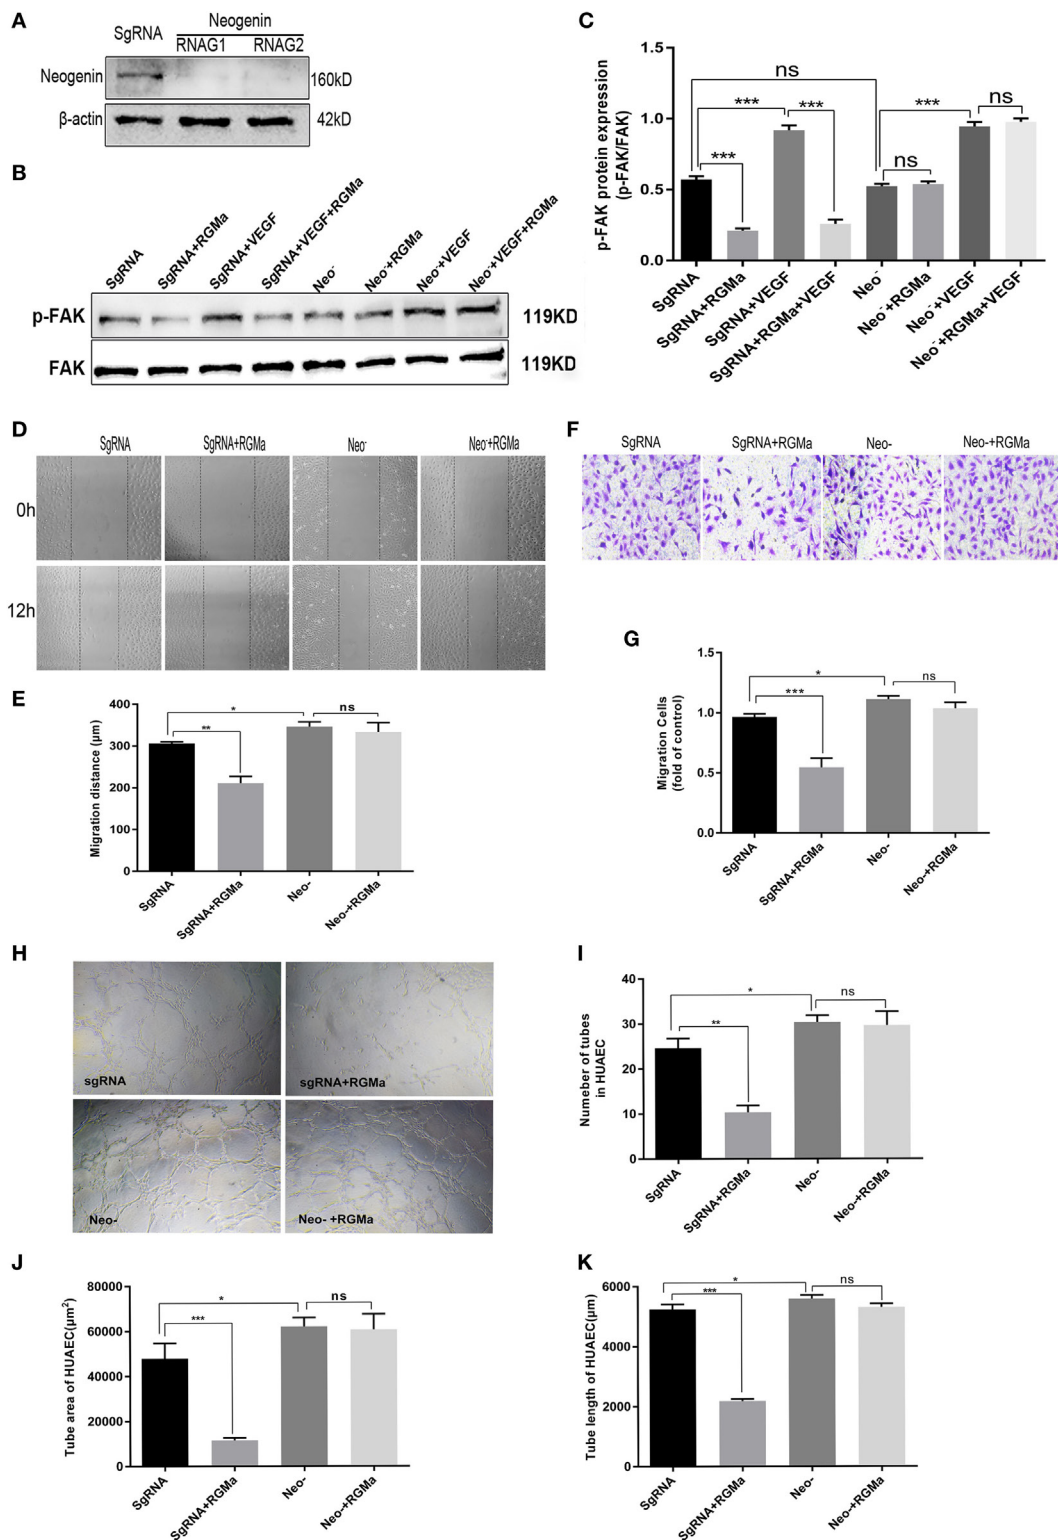 A
SgRNA
Neogenin
RNAG1 RNAG2
Neogenin 160kD
β-actin 42kD
B
SgRNA
SgRNA+RGMa
SgRNA+VEGF
SgRNA+VEGF+RGMa
Neo-
Neo-+RGMa
Neo-+VEGF
Neo-+VEGF+RGMa
p-FAK 119KD
FAK 119KD
C
p-FAK protein expression
(p-FAK/FAK)
1.5
1.0
0.5
0.0
ns
*** *** *** ns
*** ns
SgRNA
SgRNA+RGMa
SgRNA+VEGF
SgRNA+RGMa+VEGF
Neo-
Neo-+RGMa
Neo-+VEGF
Neo-+RGMa+VEGF
D
SgRNA SgRNA+RGMa Neo- Neo-+RGMa
0h
12h
E
Migration distance (μm)
400
300
200
100
0
* ns
**
SgRNA
SgRNA+RGMa
Neo-
Neo-+RGMa
F
SgRNA SgRNA+RGMa Neo- Neo-+RGMa
G
Migration Cells
(fold of control)
1.5
1.0
0.5
0.0
* ns
***
SgRNA
SgRNA+RGMa
Neo-
Neo-+RGMa
H
sgRNA sgRNA+RGMa
Neo- Neo- +RGMa
I
Numeber of tubes
in HUAEC
40
30
20
10
0
* ns
**
SgRNA
SgRNA+RGMa
Neo-
Neo-+RGMa
J
Tube area of HUAEC(μm²)
80000
60000
40000
20000
0
* ns
***
SgRNA
SgRNA+RGMa
Neo-
Neo-+RGMa
K
Tube length of HUAEC(μm)
6000
4000
2000
0
* ns
***
SgRNA
SgRNA+RGMa
Neo-
Neo-+RGMa